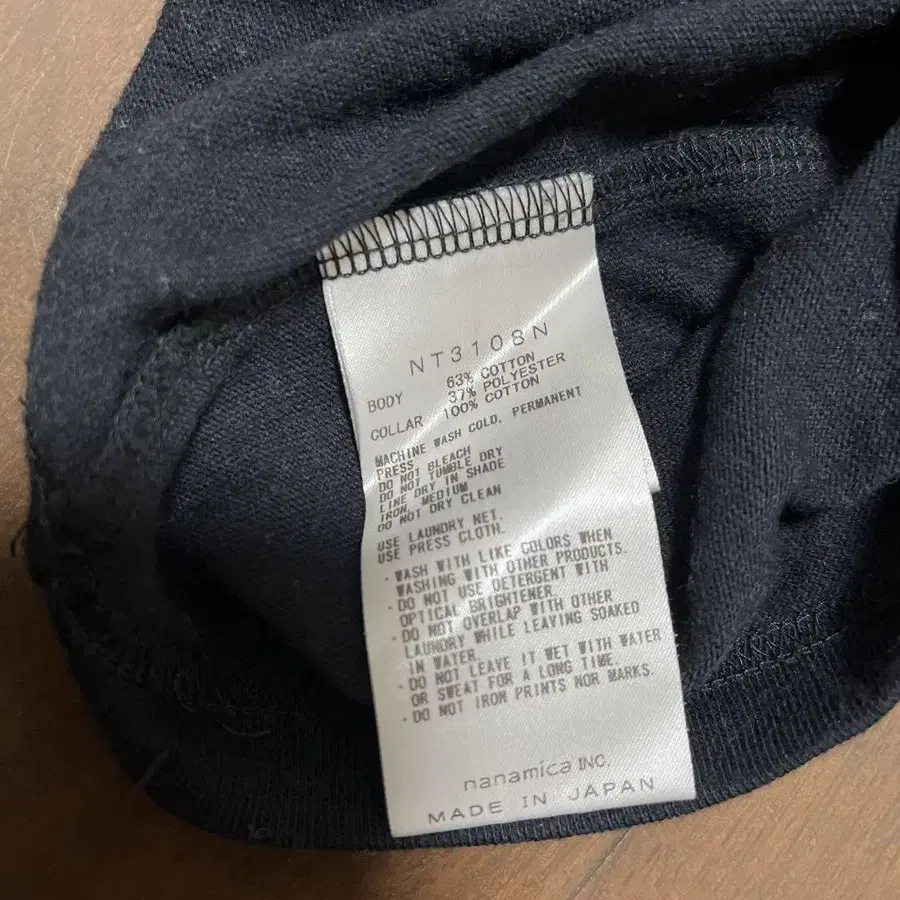 NT3108N
BODY 63% COTTON
37% POLYESTER
COLLAR 100% COTTON
MACHINE WASH COLD, PERMANENT
PRESS
DO NOT BLEACH
DO NOT TUMBLE DRY
LINE DRY IN SHADE
IRON, MEDIUM
DO NOT DRY CLEAN
USE LAUNDRY NET.
USE PRESS CLOTH.
・WASH WITH LIKE COLORS WHEN
WASHING WITH OTHER PRODUCTS.
・DO NOT USE DETERGENT WITH
OPTICAL BRIGHTENER.
・DO NOT OVERLAP WITH OTHER
LAUNDRY WHILE LEAVING SOAKED
IN WATER.
・DO NOT LEAVE IT WET WITH WATER
OR SWEAT FOR A LONG TIME.
・DO NOT IRON PRINTS NOR MARKS.
nanamica INC.
MADE IN JAPAN